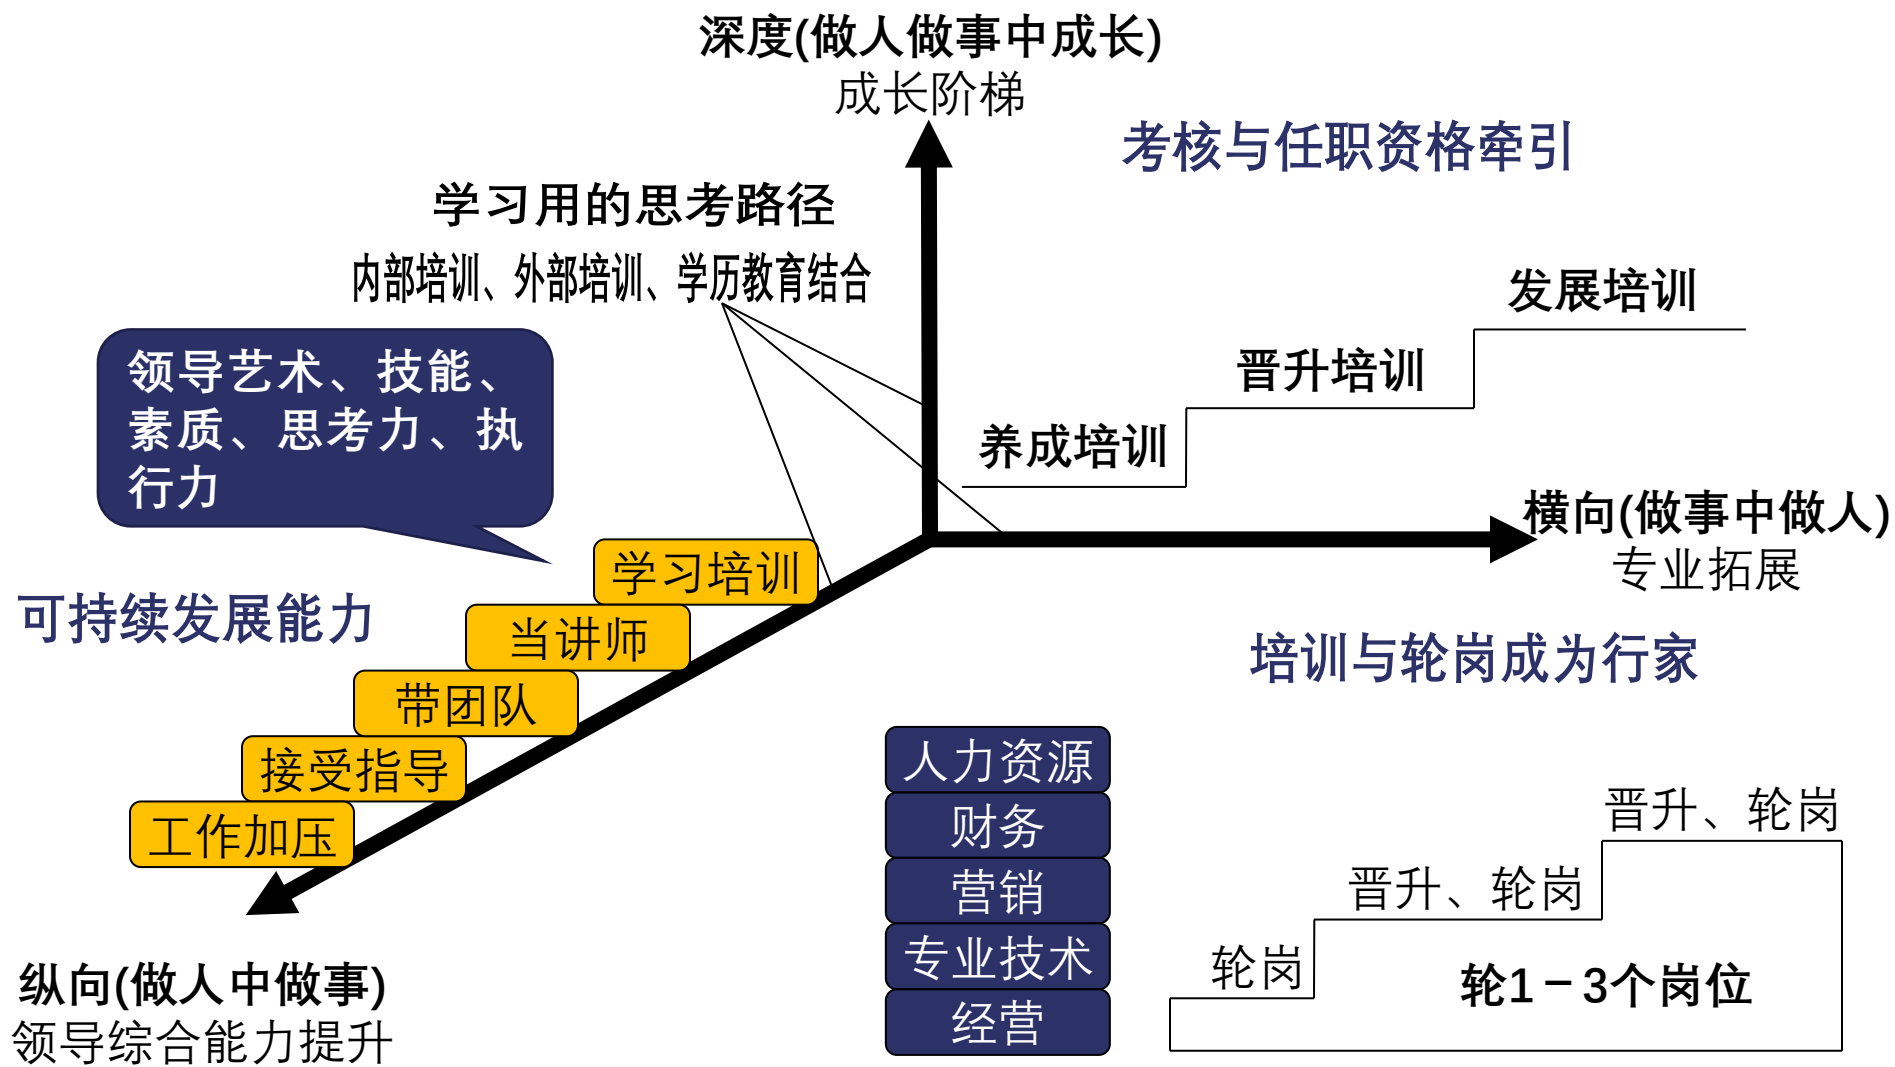 深度(做人做事中成长)
成长阶梯
考核与任职资格牵引
学习用的思考路径
内部培训、外部培训、学历教育结合
发展培训
晋升培训
养成培训
领导艺术、技能、
素质、思考力、执
行力
横向(做事中做人)
专业拓展
学习培训
可持续发展能力
当讲师
培训与轮岗成为行家
带团队
接受指导
工作加压
人力资源
财务
营销
专业技术
经营
晋升、轮岗
晋升、轮岗
轮岗
轮1－3个岗位
纵向(做人中做事)
领导综合能力提升